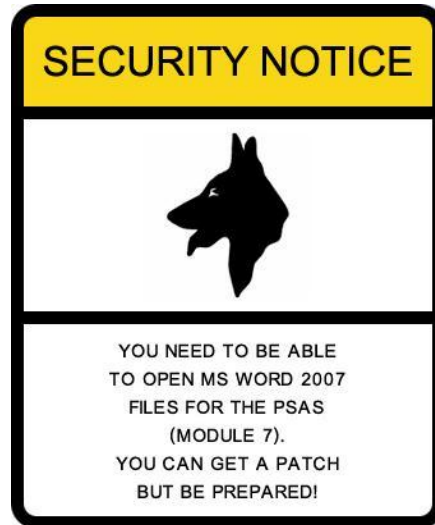 SECURITY NOTICE
YOU NEED TO BE ABLE
TO OPEN MS WORD 2007
FILES FOR THE PSAS
(MODULE 7).
YOU CAN GET A PATCH
BUT BE PREPARED!